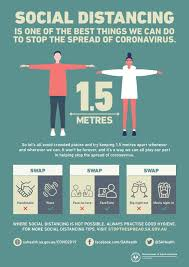 SOCIAL DISTANCING
IS ONE OF THE BEST THINGS WE CAN DO
TO STOP THE SPREAD OF CORONAVIRUS.
1.5
METRES
So let's all avoid crowded places and try keeping 1.5 metres apart whenever
and wherever we can. It won't be forever, and it's a way we can all play our part
in helping stop the spread of coronavirus.
SWAP
SWAP
SWAP
Handshake
Wave
Face-to-face
FaceTime
Big night out
Movie night in
WHERE SOCIAL DISTANCING IS NOT POSSIBLE, ALWAYS PRACTISE GOOD HYGIENE.
FOR MORE SOCIAL DISTANCING TIPS, VISIT STOPTHESPREAD.SA.GOV.AU
sahealth.sa.gov.au/COVID2019
facebook.com/SAHealth
@SAHealth
Government of South Australia